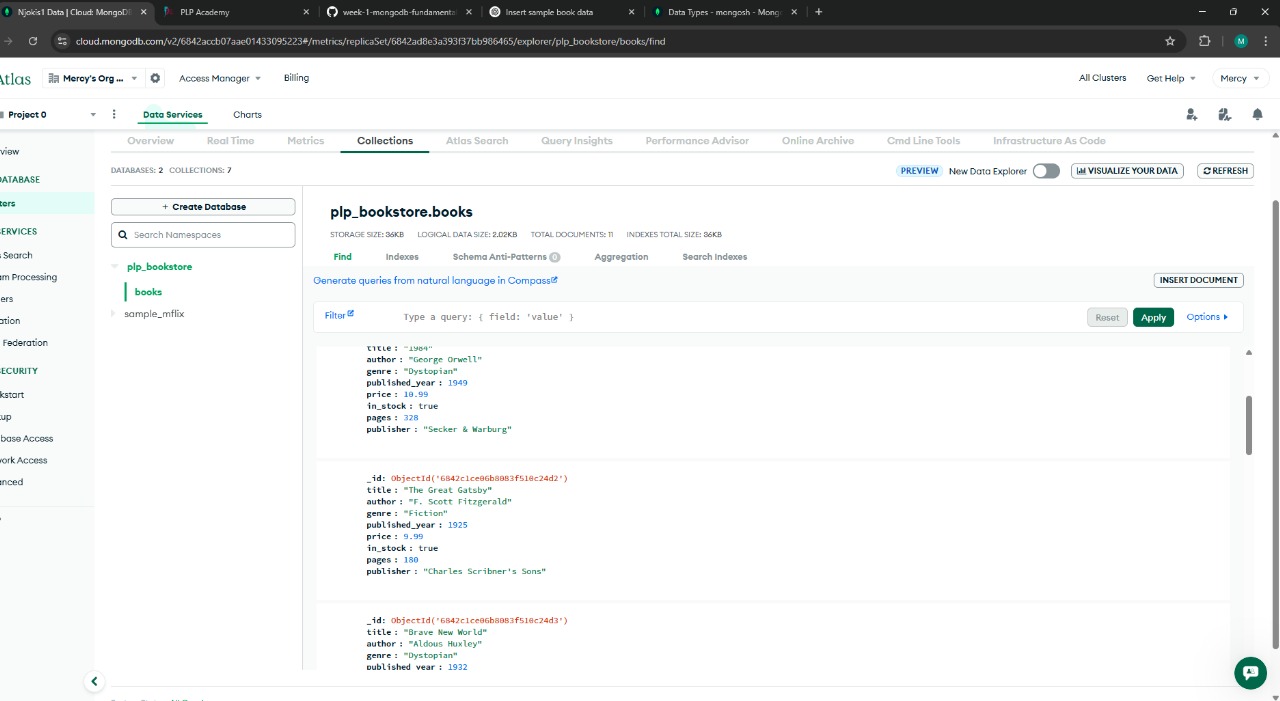 Njokis1 Data | Cloud: MongoDB
PLP Academy
week-1-mongodb-fundamenta
Insert sample book data
Data Types - mongosh - Mong
cloud.mongodb.com/v2/6842accb07aae01433095223#/metrics/replicaSet/6842ad8e3a393f37bb986465/explorer/plp_bookstore/books/find
M
Atlas
Mercy's Org ...
Access Manager
Billing
All Clusters
Get Help
Mercy
Project 0
Data Services
Charts
Overview
Real Time
Metrics
Collections
Atlas Search
Query Insights
Performance Advisor
Online Archive
Cmd Line Tools
Infrastructure As Code
DATABASES: 2 COLLECTIONS: 7
PREVIEW New Data Explorer
VISUALIZE YOUR DATA
REFRESH
view
DATABASE
ters
SERVICES
Search
am Processing
ers
ation
Federation
SECURITY
kstart
up
base Access
work Access
anced
+ Create Database
Search Namespaces
plp_bookstore
books
sample_mflix
plp_bookstore.books
STORAGE SIZE: 36KB LOGICAL DATA SIZE: 2.02KB TOTAL DOCUMENTS: 11 INDEXES TOTAL SIZE: 36KB
Find
Indexes
Schema Anti-Patterns 0
Aggregation
Search Indexes
Generate queries from natural language in Compass
INSERT DOCUMENT
Filter
Type a query: { field: 'value' }
Reset
Apply
Options
title : "1984"
author : "George Orwell"
genre : "Dystopian"
published_year : 1949
price : 10.99
in_stock : true
pages : 328
publisher : "Secker & Warburg"
_id: ObjectId('6842c1ce06b8083f510c24d2')
title : "The Great Gatsby"
author : "F. Scott Fitzgerald"
genre : "Fiction"
published_year : 1925
price : 9.99
in_stock : true
pages : 180
publisher : "Charles Scribner's Sons"
_id: ObjectId('6842c1ce06b8083f510c24d3')
title : "Brave New World"
author : "Aldous Huxley"
genre : "Dystopian"
published_year : 1932